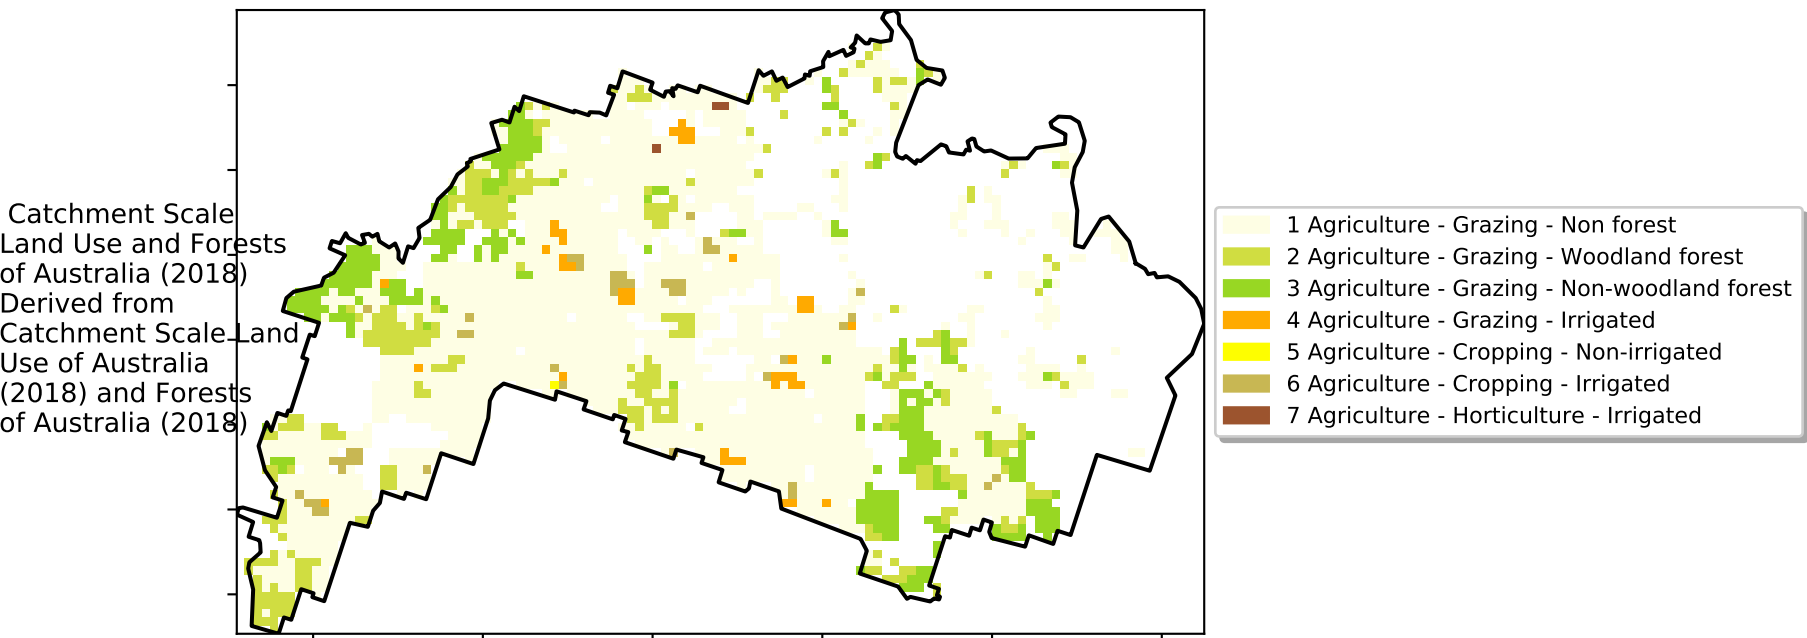 Catchment Scale
Land Use and Forests
of Australia (2018)
Derived from
Catchment Scale Land
Use of Australia
(2018) and Forests
of Australia (2018)
1 Agriculture - Grazing - Non forest
2 Agriculture - Grazing - Woodland forest
3 Agriculture - Grazing - Non-woodland forest
4 Agriculture - Grazing - Irrigated
5 Agriculture - Cropping - Non-irrigated
6 Agriculture - Cropping - Irrigated
7 Agriculture - Horticulture - Irrigated